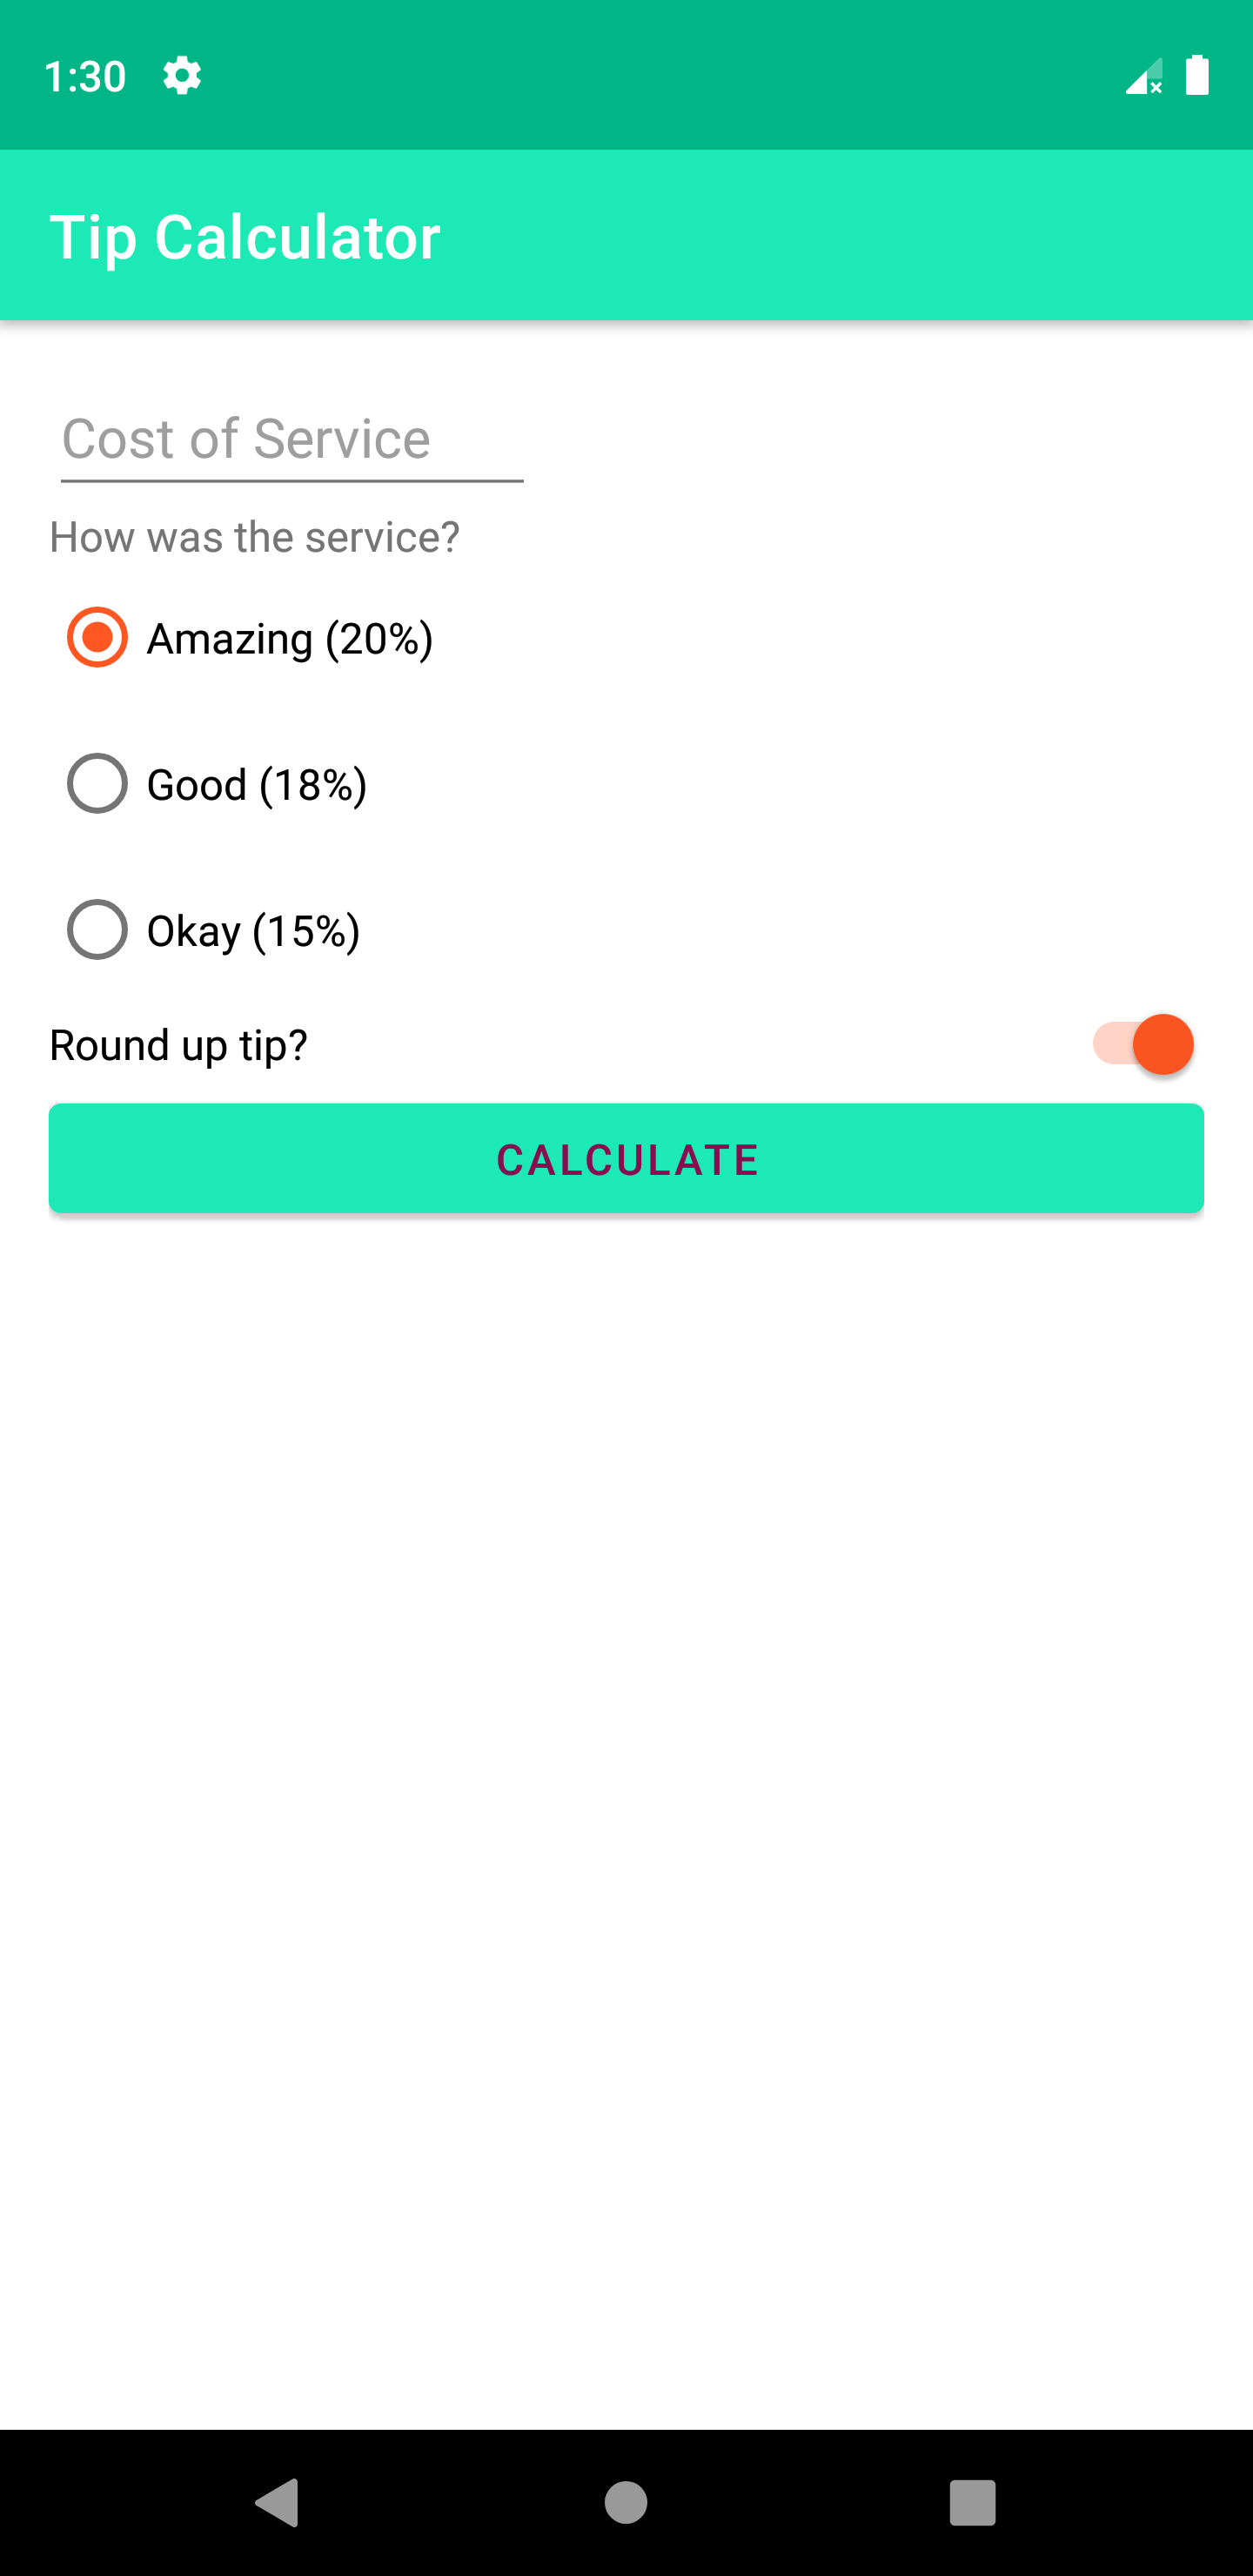 1:30
Tip Calculator
Cost of Service
How was the service?
Amazing (20%)
Good (18%)
Okay (15%)
Round up tip?
CALCULATE